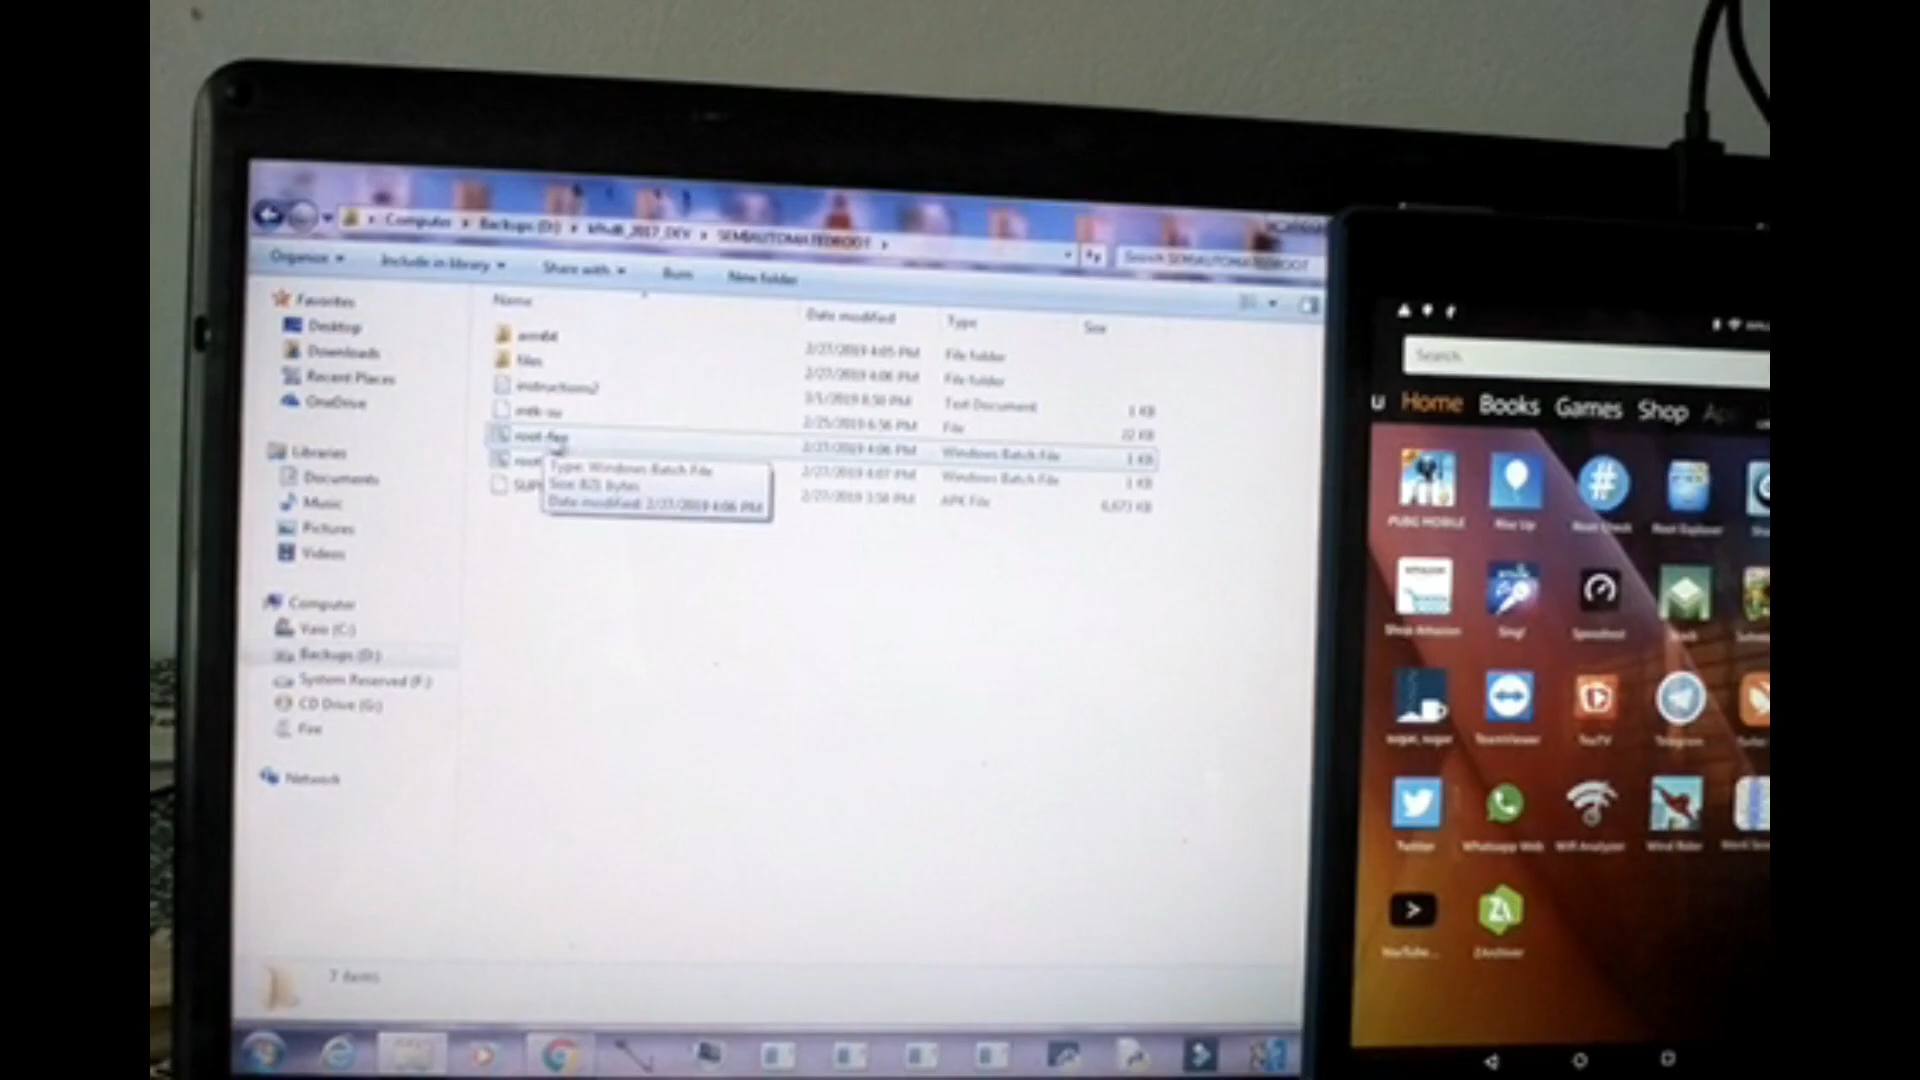 Computer Backups (D:) SEMIAUTOMATEDROOT
Search SEMIAUTOMATEDROOT
Organize Include in library Share with Burn New folder
Name Date modified Type Size
Favorites
Desktop
Downloads
Recent Places
OneDrive
Libraries
Documents
Music
Pictures
Videos
Computer
Vaio (C:)
Backups (D:)
System Reserved (F:)
CD Drive (G:)
Fire
Network
arm64 2/27/2019 4:05 PM File folder
files 2/27/2019 4:06 PM File folder
instructions2 3/1/2019 8:50 PM Text Document 1 KB
mtk-su 2/25/2019 6:56 PM File 22 KB
2/27/2019 4:06 PM Windows Batch File 1 KB
root 2/27/2019 4:07 PM Windows Batch File 1 KB
SUP 2/27/2019 3:58 PM APK File 6,673 KB
Type: Windows Batch File
Size: 821 bytes
Date modified: 2/27/2019 4:06 PM
7 items
Search
u Home Books Games Shop Ap
PUBG MOBILE Rise Up Root Check Root Explorer
Shop Amazon Sing! Speedtest Stack
sugar, sugar TeamViewer TeaTV Telegram
Twitter Whatsapp Web Wifi Analyzer Wind Rider
YouTube... ZArchiver